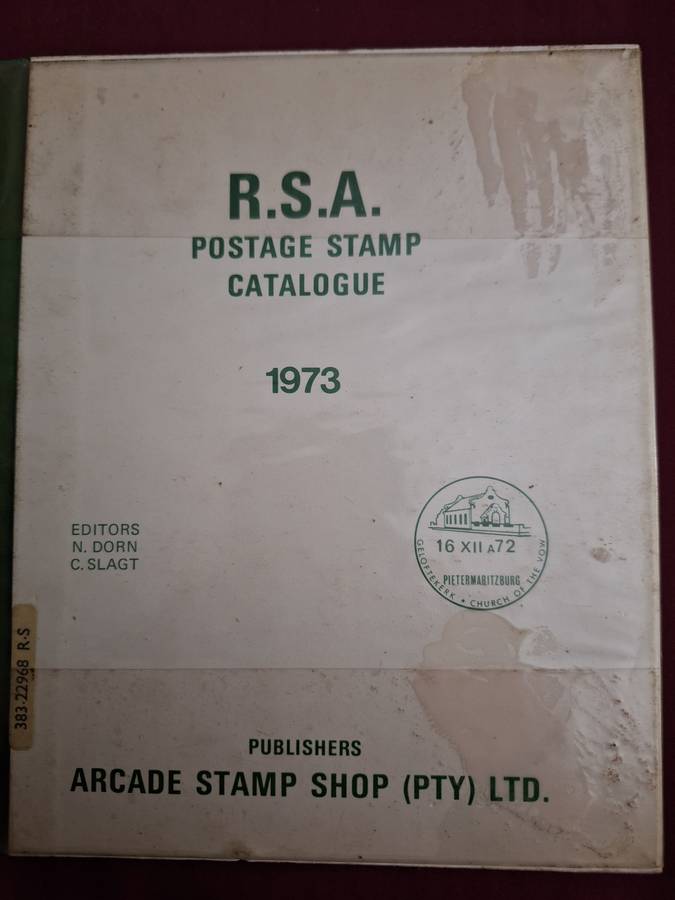 R.S.A.
POSTAGE STAMP
CATALOGUE
1973
EDITORS
N. DORN
C. SLAGT
16 XII A72
PIETERMARITZBURG
GELOFTEKERK • CHURCH OF THE VOW
383-22968 R-S
PUBLISHERS
ARCADE STAMP SHOP (PTY) LTD.